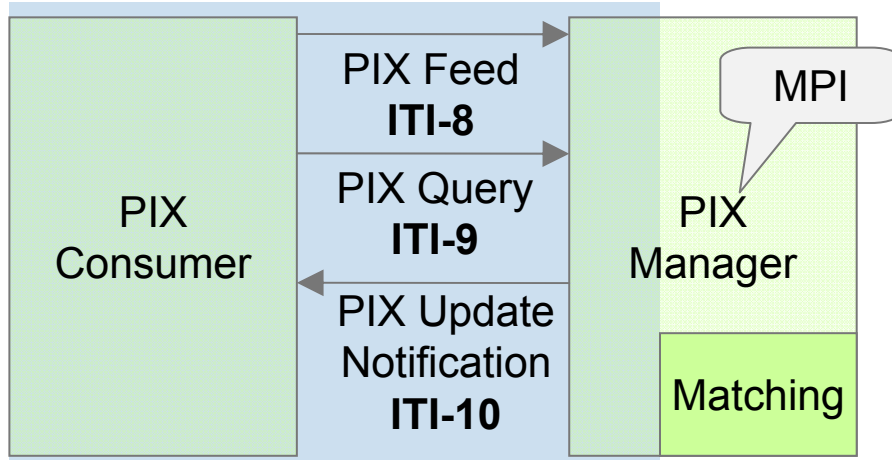 PIX Feed
ITI-8
MPI
PIX Query
ITI-9
PIX
Consumer
PIX
Manager
PIX Update
Notification
ITI-10
Matching